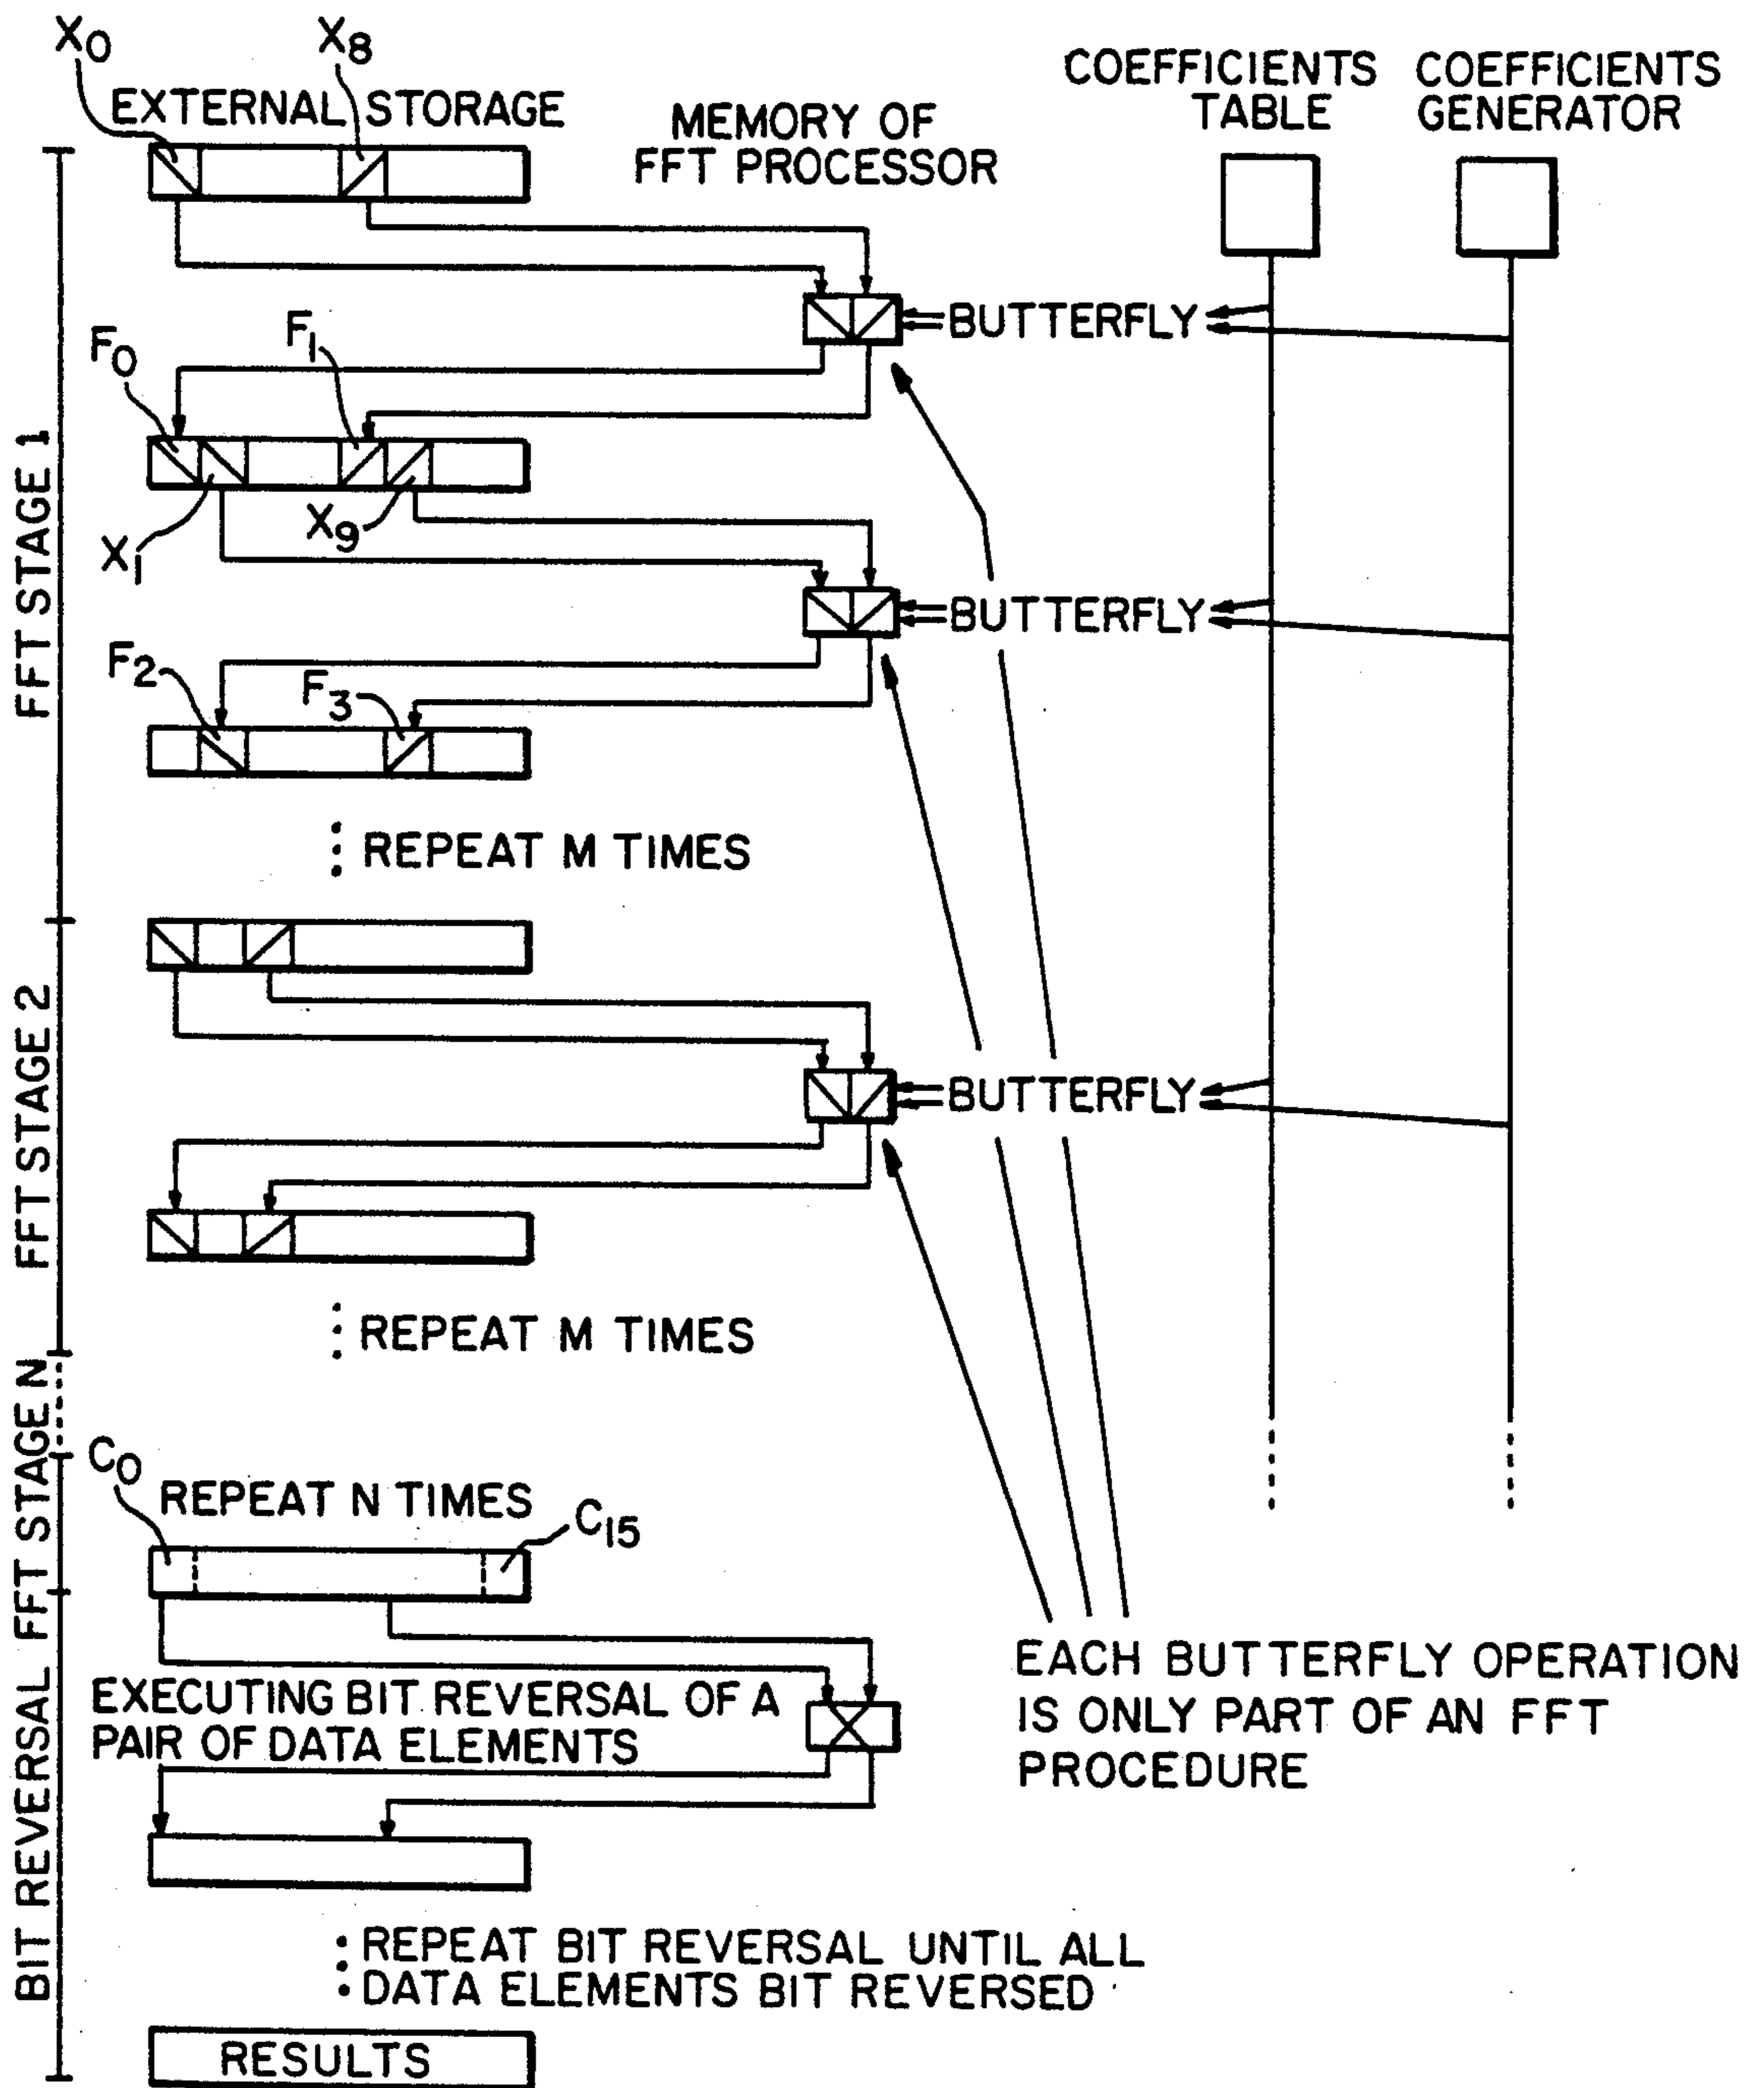 X0
X8
EXTERNAL STORAGE
MEMORY OF
FFT PROCESSOR
COEFFICIENTS
TABLE
COEFFICIENTS
GENERATOR
FFT STAGE 1
BUTTERFLY
F0
F1
X1
X9
BUTTERFLY
F2
F3
REPEAT M TIMES
FFT STAGE 2
BUTTERFLY
REPEAT M TIMES
FFT STAGE N
C0
REPEAT N TIMES
C15
BIT REVERSAL
EXECUTING BIT REVERSAL OF A
PAIR OF DATA ELEMENTS
EACH BUTTERFLY OPERATION
IS ONLY PART OF AN FFT
PROCEDURE
REPEAT BIT REVERSAL UNTIL ALL
DATA ELEMENTS BIT REVERSED
RESULTS